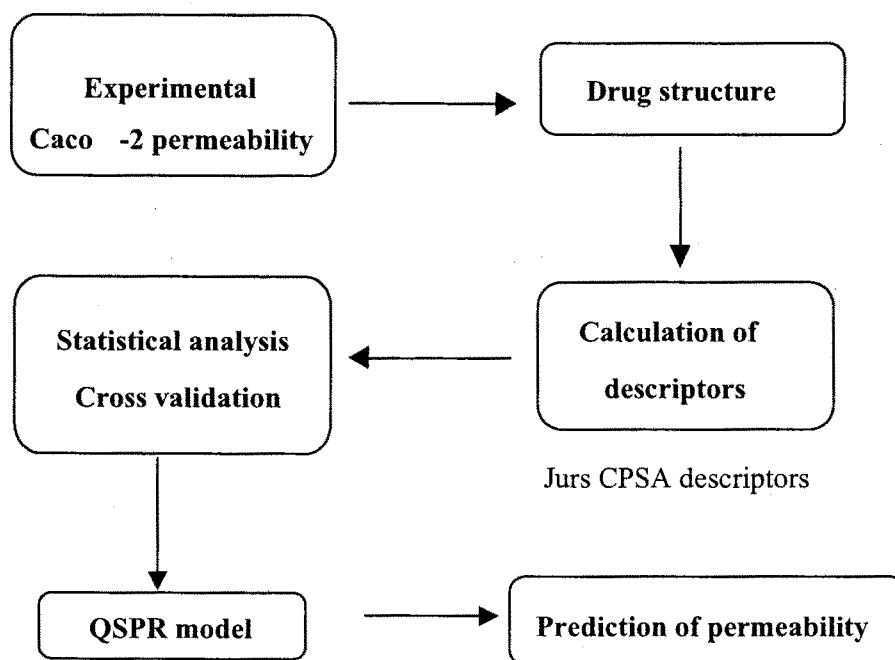 Experimental
Caco -2 permeability
Drug structure
Calculation of
descriptors
Jurs CPSA descriptors
Statistical analysis
Cross validation
QSPR model
Prediction of permeability